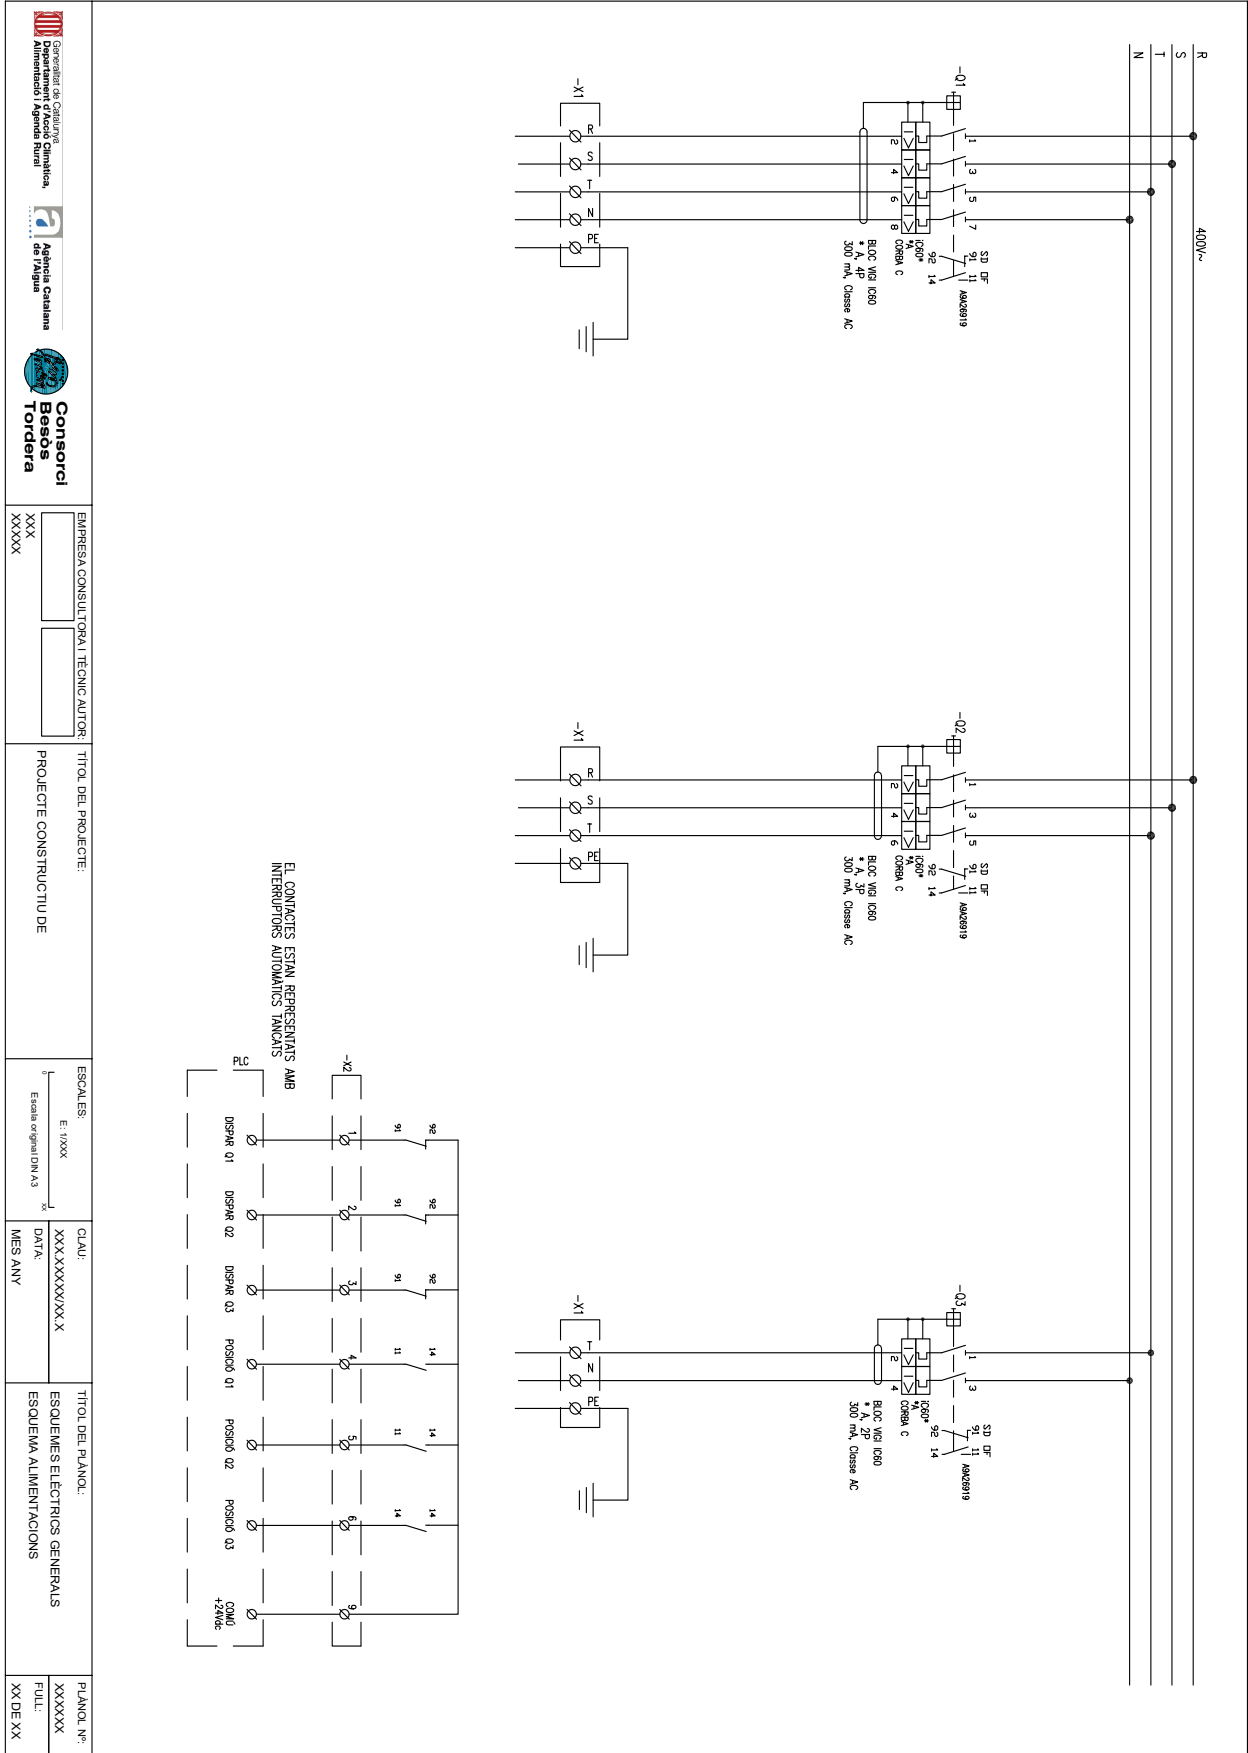 R
S
T
N
400V~
-Q1
1
3
5
7
2
4
6
8
SD OF
91 11
92 14
A9A26919
iC60*
*A
CORBA C
BLOC VIGI IC60
* A, 4P
300 mA, Classe AC
-X1
R
S
T
N
PE
-Q2
1
3
5
2
4
6
SD OF
91 11
92 14
A9A26919
iC60*
*A
CORBA C
BLOC VIGI IC60
* A, 3P
300 mA, Classe AC
-X1
R
S
T
PE
-Q3
1
3
2
4
SD OF
91 11
92 14
A9A26919
iC60*
*A
CORBA C
BLOC VIGI IC60
* A, 2P
300 mA, Classe AC
-X1
T
N
PE
EL CONTACTES ESTAN REPRESENTATS AMB
INTERRUPTORS AUTOMÀTICS TANCATS
92 92 92 14 14 14
91 91 91 11 11 14
-X2
1 2 3 4 5 6 9
PLC
DISPAR Q1
DISPAR Q2
DISPAR Q3
POSICIÓ Q1
POSICIÓ Q2
POSICIÓ Q3
COMÚ
+24Vdc
Generalitat de Catalunya
Departament d'Acció Climàtica,
Alimentació i Agenda Rural
Agència Catalana
de l'Aigua
Consorci
Besòs
Tordera
EMPRESA CONSULTORA I TÈCNIC AUTOR:
XXX
XXXXX
TÍTOL DEL PROJECTE:
PROJECTE CONSTRUCTIU DE
ESCALES:
E: 1/XXX
0 XX
Escala original DIN A3
CLAU:
XXX.XXXXX/XX.X
DATA:
MES ANY
TÍTOL DEL PLÀNOL:
ESQUEMES ELÈCTRICS GENERALS
ESQUEMA ALIMENTACIONS
PLÀNOL Nº:
XXXXXX
FULL:
XX DE XX